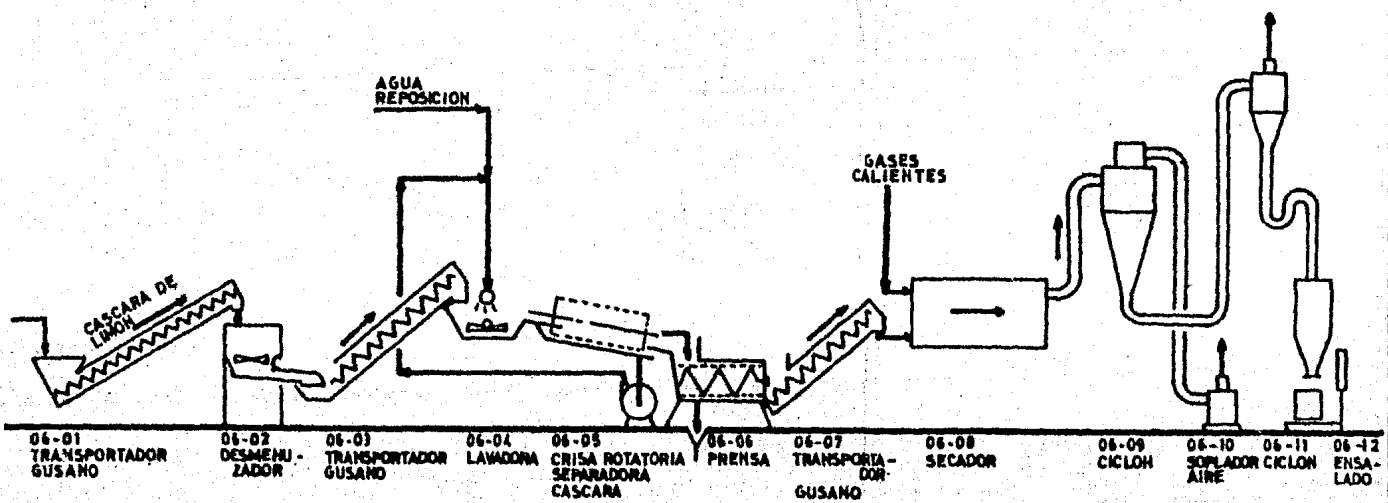 AGUA
REPOSICION
GASES
CALIENTES
CASCARA DE
LIMON
06-01
TRANSPORTADOR
GUSANO
06-02
DESMENU-
ZADOR
06-03
TRANSPORTADOR
GUSANO
06-04
LAVADORA
06-05
CRISA ROTATORIA
SEPARADORA
CASCARA
06-06
PRENSA
06-07
TRANSPORTA-
DOR
GUSANO
06-08
SECADOR
06-09
CICLON
06-10
SOPLADOR
AIRE
06-11
CICLON
06-12
ENSA-
LADO